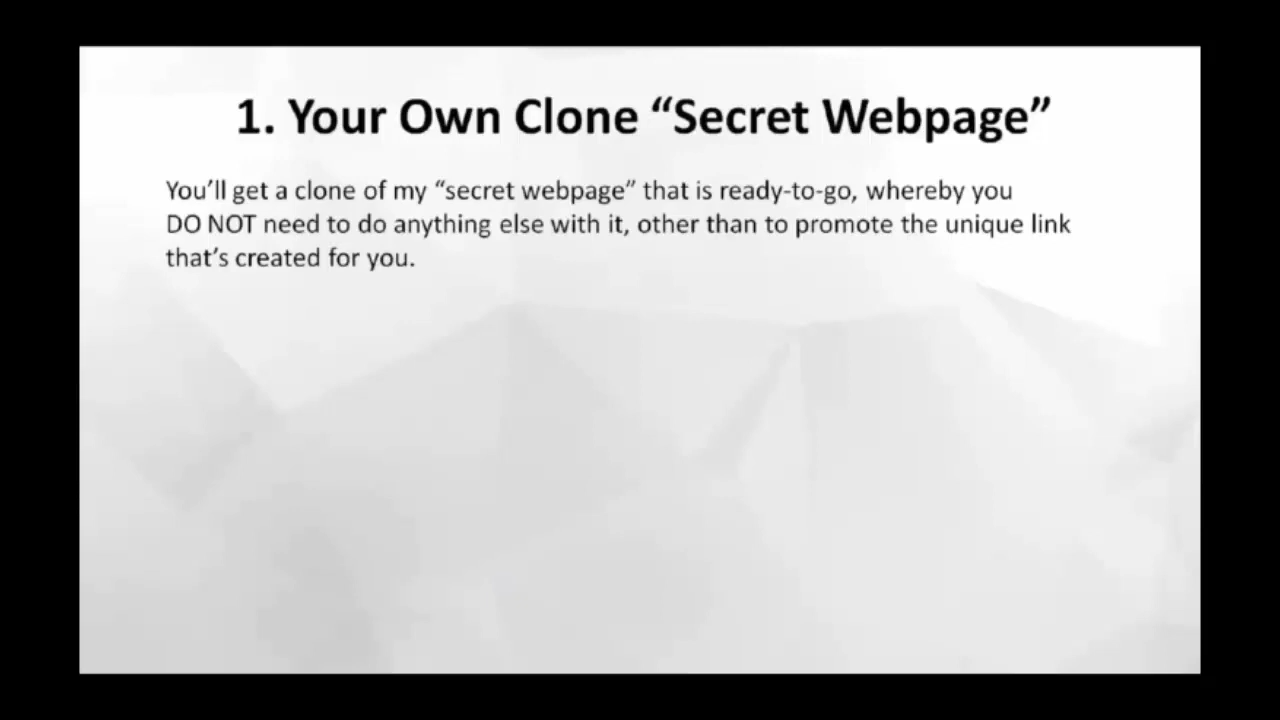 1. Your Own Clone “Secret Webpage”
You’ll get a clone of my “secret webpage” that is ready-to-go, whereby you
DO NOT need to do anything else with it, other than to promote the unique link
that’s created for you.